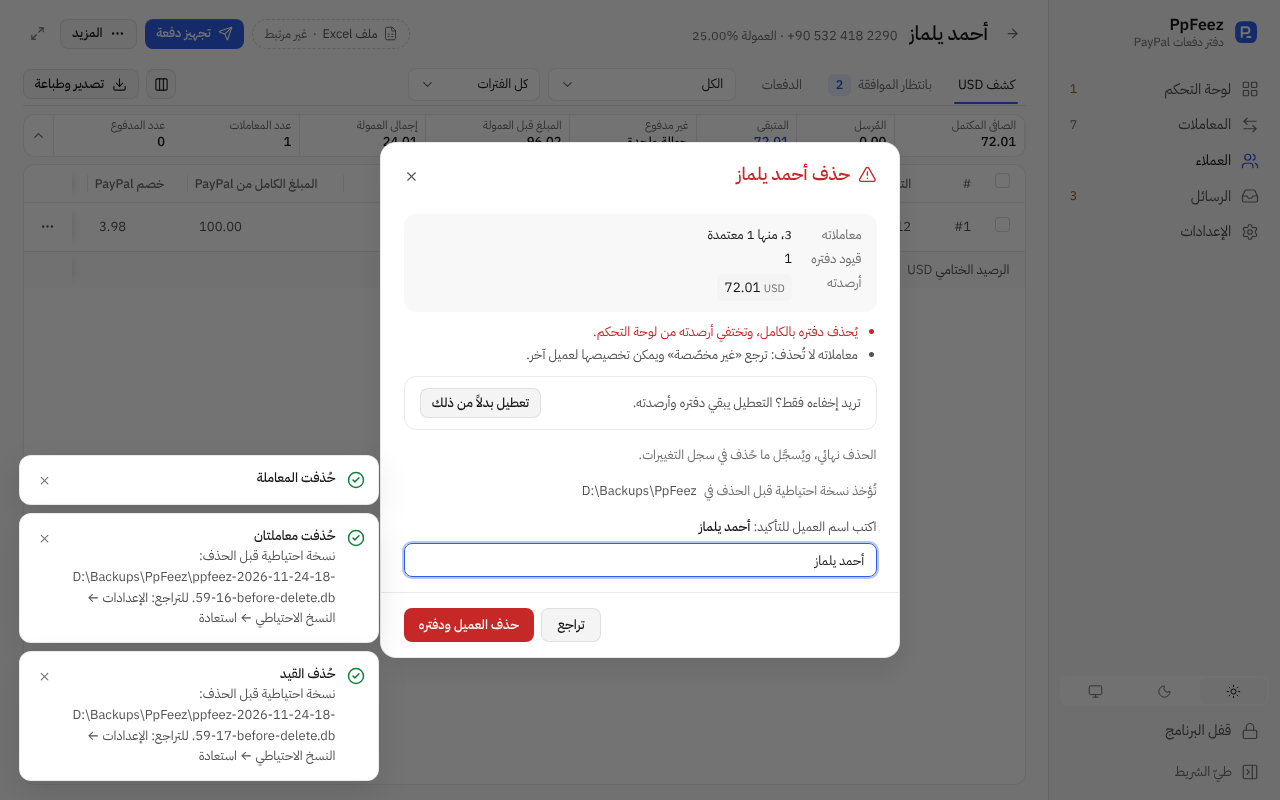 PpFeez
دفتر دفعات PayPal
لوحة التحكم 1
المعاملات 7
العملاء
الرسائل 3
الإعدادات
قفل البرنامج
طيّ الشريط
أحمد يلماز
+90 532 418 2290 · العمولة %25.00
ملف Excel · غير مرتبط
تجهيز دفعة
المزيد
كشف USD
بانتظار الموافقة 2
الدفعات
الكل
كل الفترات
تصدير وطباعة
الصافي المكتمل
72.01
المُرسل
0.00
المتبقي
72.01
غير مدفوع
حوالة واحدة
المبلغ قبل العمولة
96.02
إجمالي العمولة
24.01
عدد المعاملات
1
عدد المدفوع
0
#
المبلغ الكامل من PayPal
خصم PayPal
#1
100.00
3.98
الرصيد الختامي USD
حذف أحمد يلماز
معاملاته 3، منها 1 معتمدة
قيود دفتره 1
أرصدته 72.01 USD
يُحذف دفتره بالكامل، وتختفي أرصدته من لوحة التحكم.
معاملاته لا تُحذف: ترجع «غير مخصّصة» ويمكن تخصيصها لعميل آخر.
تريد إخفاءه فقط؟ التعطيل يبقي دفتره وأرصدته.
تعطيل بدلاً من ذلك
الحذف نهائي، ويُسجَّل ما حُذف في سجل التغييرات.
تُؤخذ نسخة احتياطية قبل الحذف في D:\Backups\PpFeez
اكتب اسم العميل للتأكيد: أحمد يلماز
أحمد يلماز
تراجع
حذف العميل ودفتره
حُذفت المعاملة
حُذفت معاملتان
نسخة احتياطية قبل الحذف:
D:\Backups\PpFeez\ppfeez-2026-11-24-18-
59-16-before-delete.db. للتراجع: الإعدادات ←
النسخ الاحتياطي ← استعادة
حُذف القيد
نسخة احتياطية قبل الحذف:
D:\Backups\PpFeez\ppfeez-2026-11-24-18-
59-17-before-delete.db. للتراجع: الإعدادات ←
النسخ الاحتياطي ← استعادة